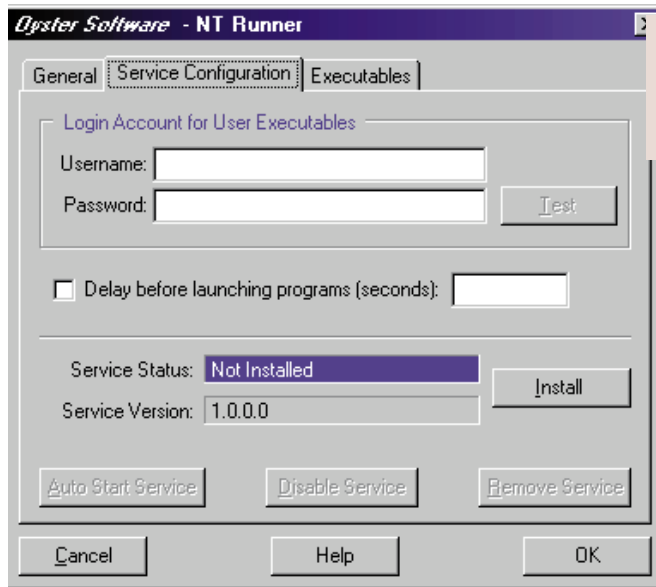 Oyster Software - NT Runner
General Service Configuration Executables
Login Account for User Executables
Username:
Password: Test
Delay before launching programs (seconds):
Service Status: Not Installed
Install
Service Version: 1.0.0.0
Auto Start Service Disable Service Remove Service
Cancel Help OK